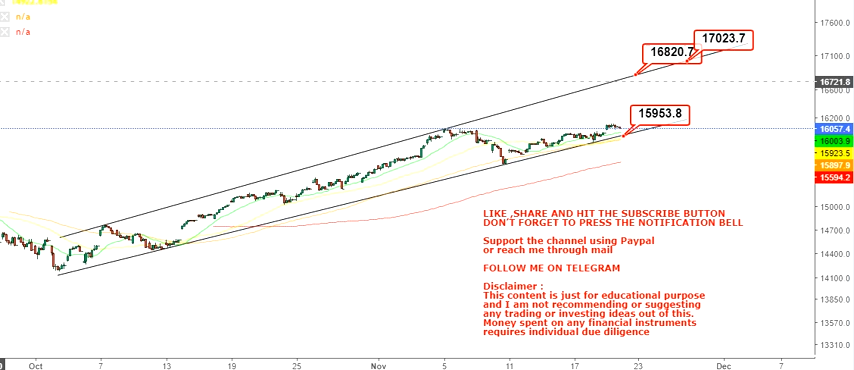 n/a
n/a
17600.0
17023.7
16820.7
17100.0
16721.8
16600.0
15953.8
16200.0
16057.4
16003.9
15923.5
15897.9
15594.2
15000.0
14700.0
14400.0
14100.0
13850.0
13570.0
13310.0
LIKE ,SHARE AND HIT THE SUBSCRIBE BUTTON
DON'T FORGET TO PRESS THE NOTIFICATION BELL
Support the channel using Paypal
or reach me through mail
FOLLOW ME ON TELEGRAM
Disclaimer :
This content is just for educational purpose
and I am not recommending or suggesting
any trading or investing ideas out of this.
Money spent on any financial instruments
requires individual due diligence
Oct 7 13 19 25 Nov 5 11 17 23 Dec 7